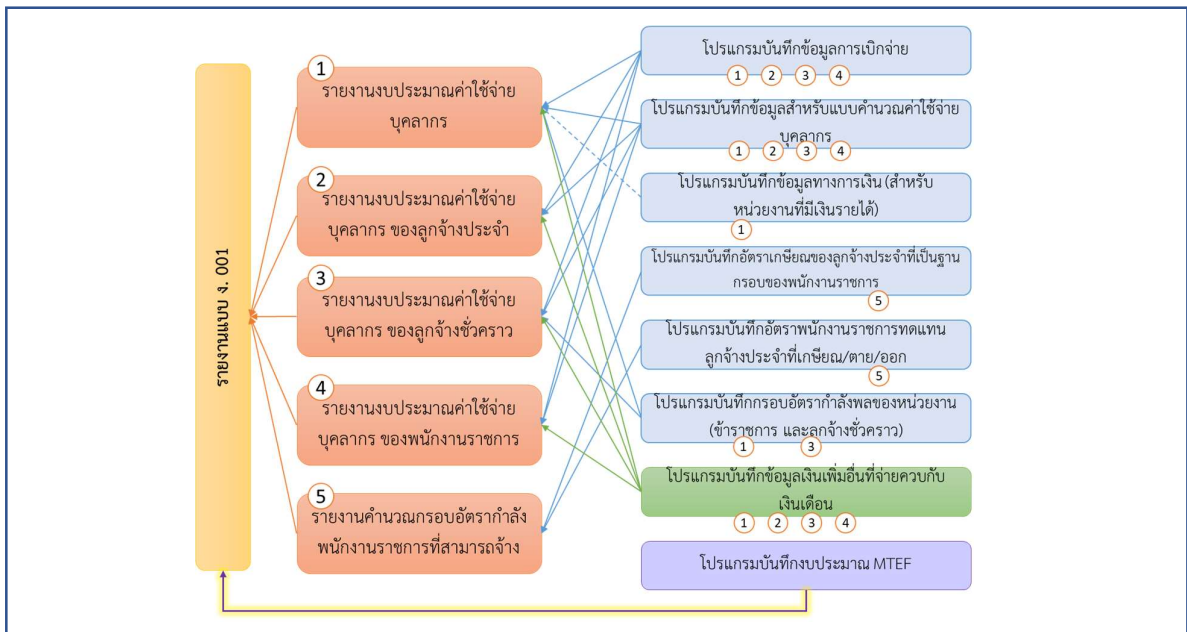 รายงานแบบ ง. 001
1
รายงานงบประมาณค่าใช้จ่าย
บุคลากร
2
รายงานงบประมาณค่าใช้จ่าย
บุคลากร ของลูกจ้างประจำ
3
รายงานงบประมาณค่าใช้จ่าย
บุคลากร ของลูกจ้างชั่วคราว
4
รายงานงบประมาณค่าใช้จ่าย
บุคลากร ของพนักงานราชการ
5
รายงานคำนวณกรอบอัตรากำลัง
พนักงานราชการที่สามารถจ้าง
โปรแกรมบันทึกข้อมูลการเบิกจ่าย
1 2 3 4
โปรแกรมบันทึกข้อมูลสำหรับแบบคำนวณค่าใช้จ่าย
บุคลากร
1 2 3 4
โปรแกรมบันทึกข้อมูลทางการเงิน (สำหรับ
หน่วยงานที่มีเงินรายได้)
1
โปรแกรมบันทึกอัตราเกษียณของลูกจ้างประจำที่เป็นฐาน
กรอบของพนักงานราชการ
5
โปรแกรมบันทึกอัตราพนักงานราชการทดแทน
ลูกจ้างประจำที่เกษียณ/ตาย/ออก
5
โปรแกรมบันทึกกรอบอัตรากำลังพลของหน่วยงาน
(ข้าราชการ และลูกจ้างชั่วคราว)
1 3
โปรแกรมบันทึกข้อมูลเงินเพิ่มอื่นที่จ่ายควบกับ
เงินเดือน
1 2 3 4
โปรแกรมบันทึกงบประมาณ MTEF